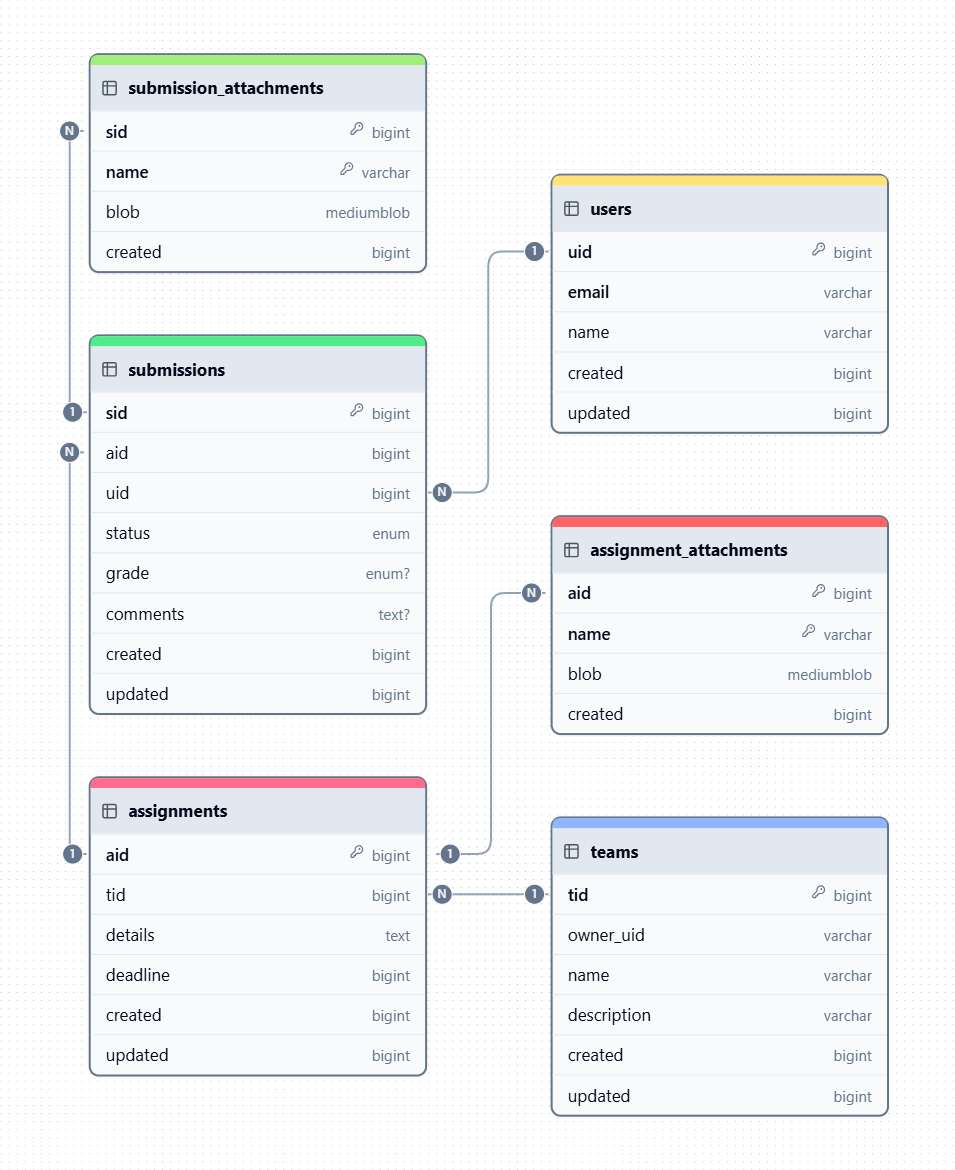 submission_attachments
N sid bigint
name varchar
blob mediumblob
created bigint
submissions
1 sid bigint
N aid bigint
uid bigint N
status enum
grade enum?
comments text?
created bigint
updated bigint
assignments
1 aid bigint 1
tid bigint N
details text
deadline bigint
created bigint
updated bigint
users
1 uid bigint
email varchar
name varchar
created bigint
updated bigint
assignment_attachments
N aid bigint
name varchar
blob mediumblob
created bigint
teams
1 tid bigint
owner_uid varchar
name varchar
description varchar
created bigint
updated bigint